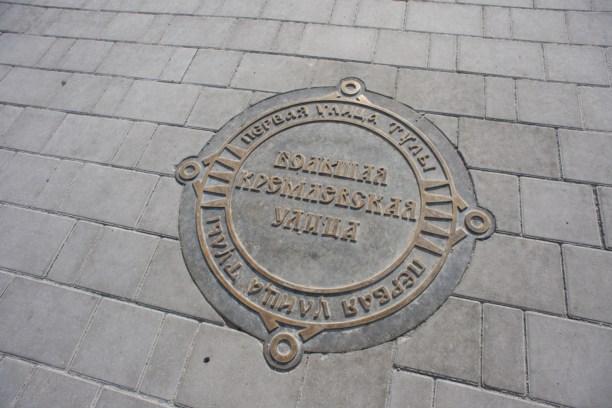 ПЕРВАЯ УЛИЦА ТУЛЫ
БОЛЬШАЯ
КРЕМЛЕВСКАЯ
УЛИЦА
ПЕРВАЯ УЛИЦА ТУЛЫ